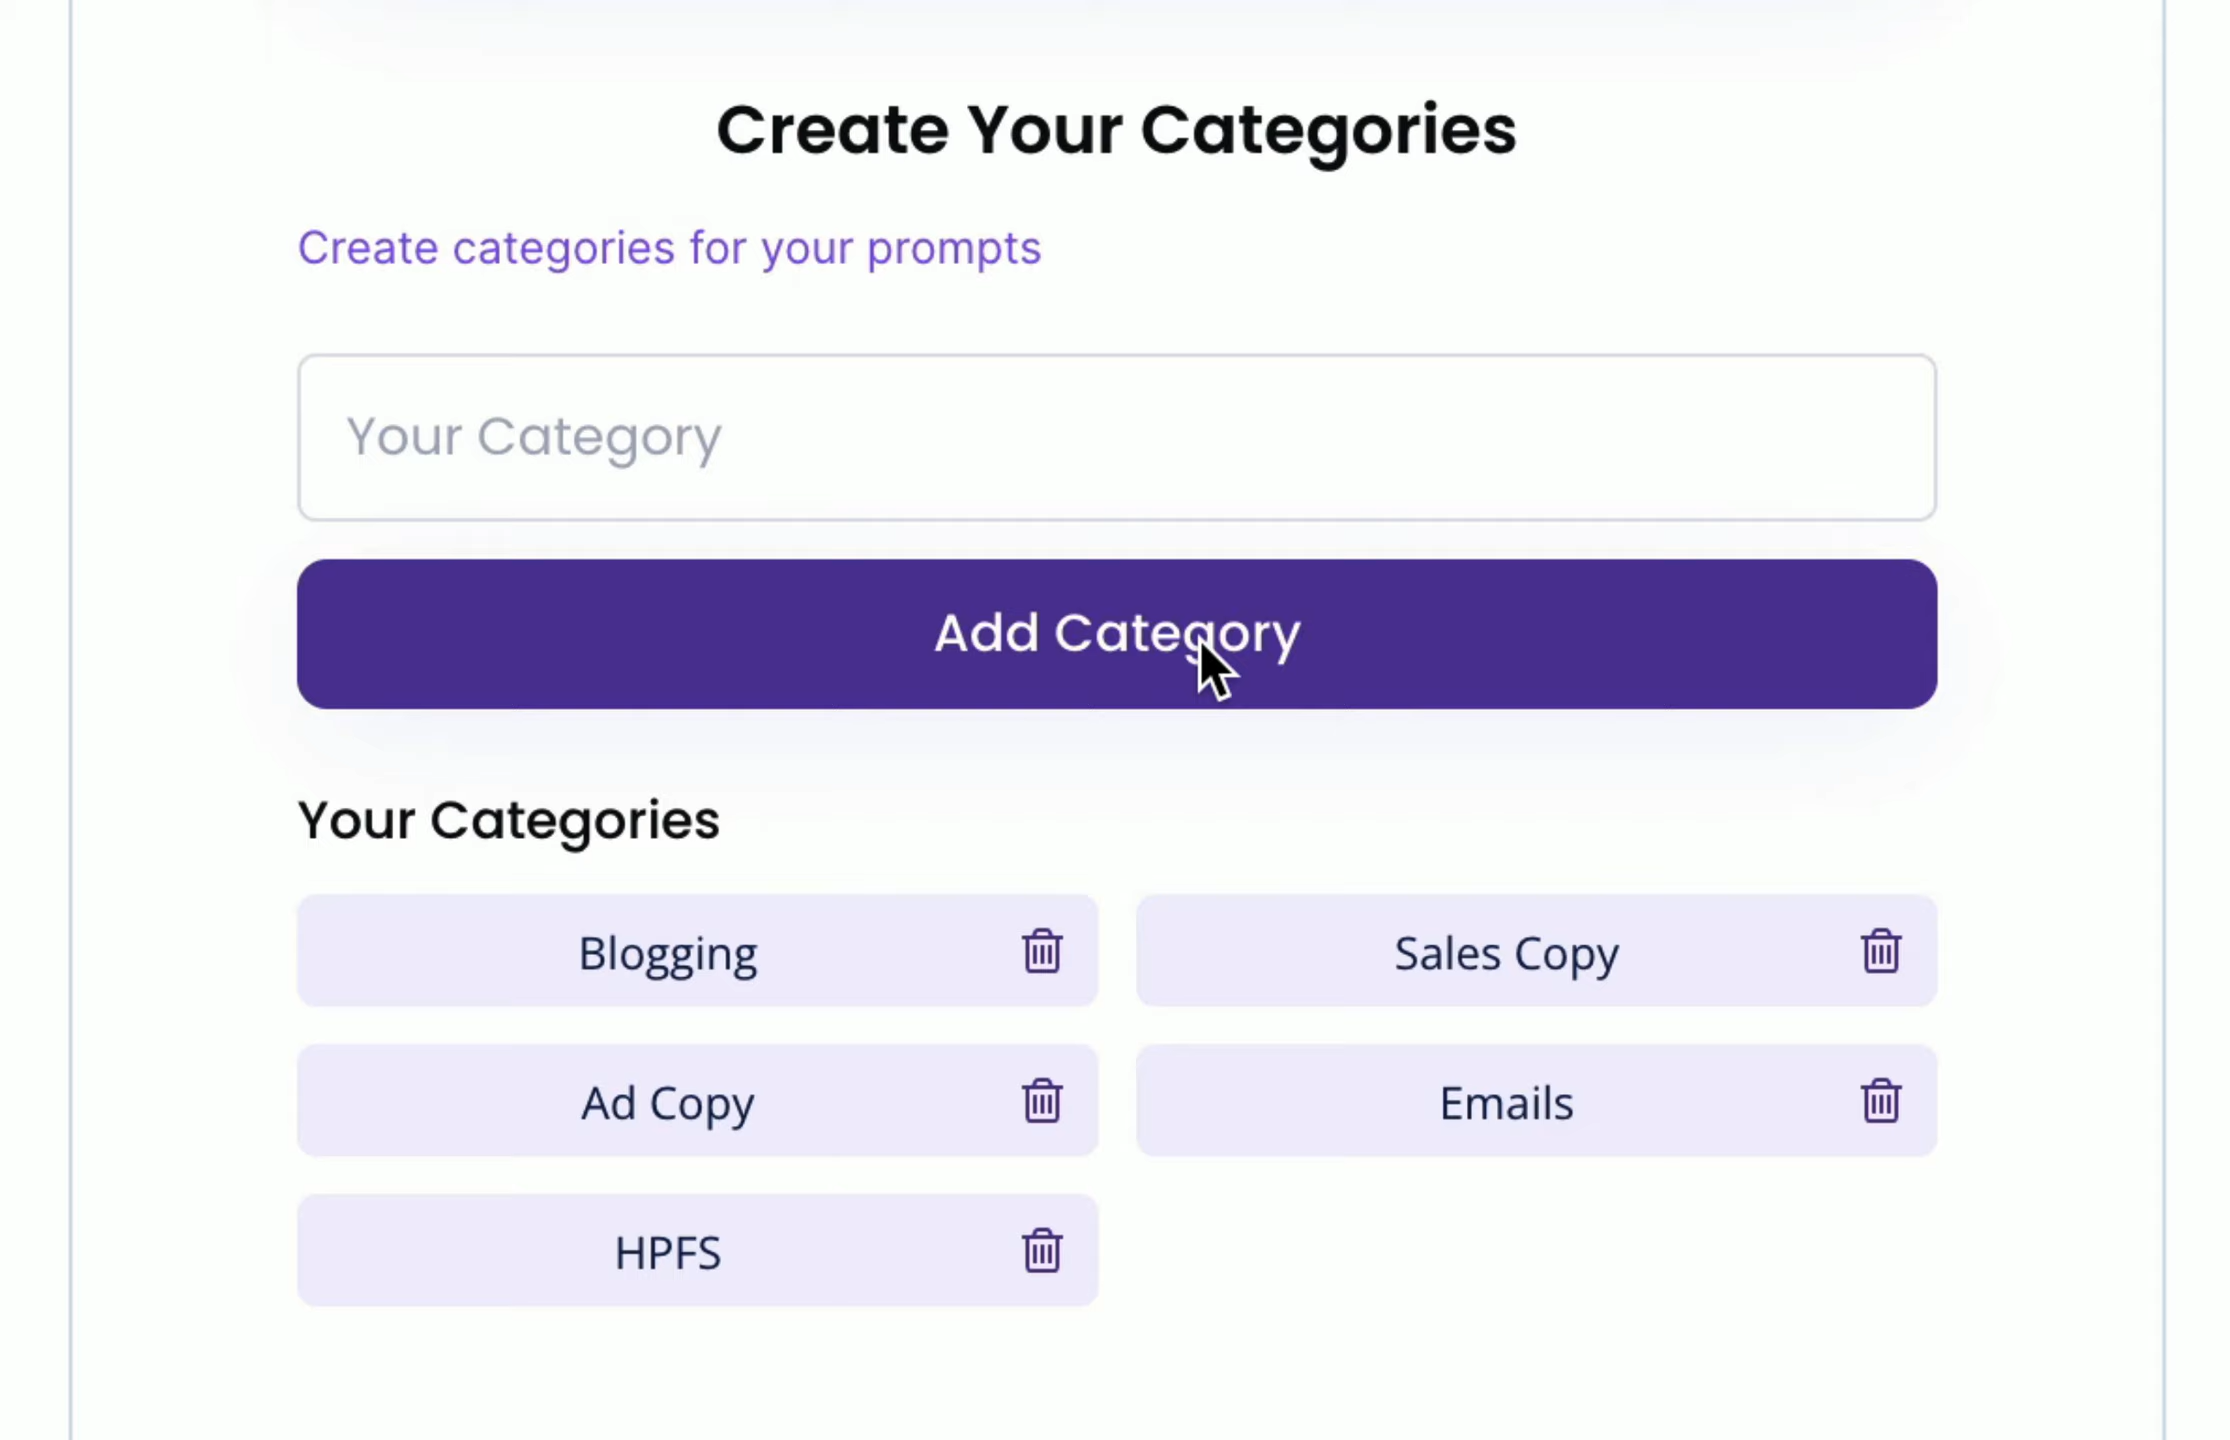 Create Your Categories
Create categories for your prompts
Your Category
Add Category
Your Categories
Blogging
Sales Copy
Ad Copy
Emails
HPFS